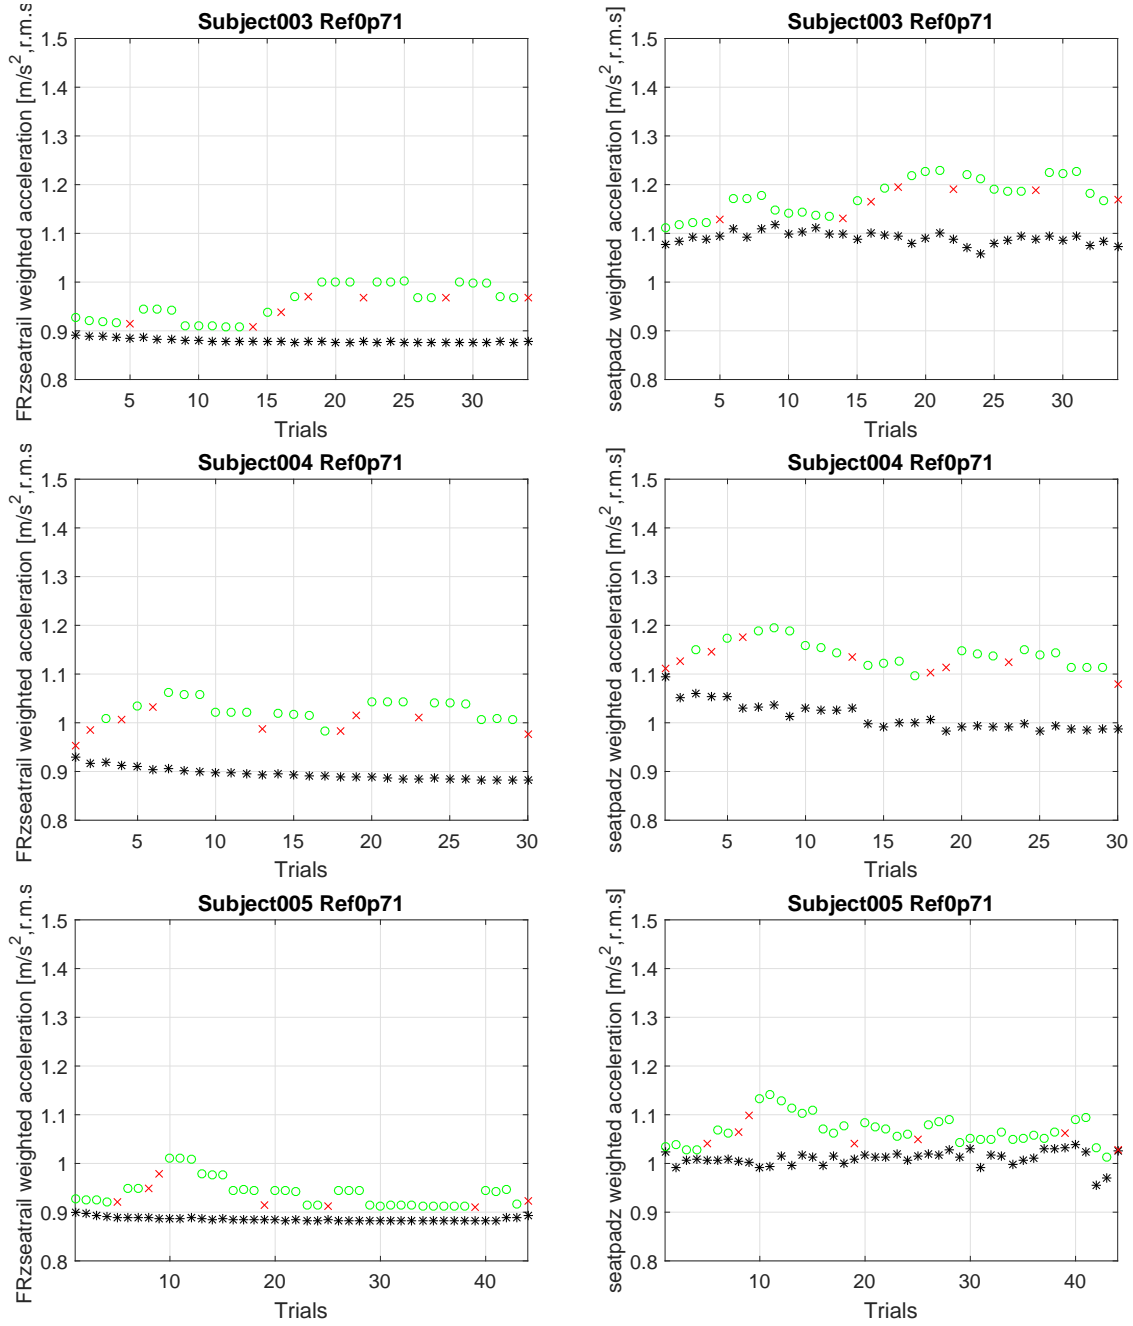 Subject003 Ref0p71
FRzseatrail weighted acceleration [m/s²,r.m.s
1.5
1.4
1.3
1.2
1.1
1
0.9
0.8
5 10 15 20 25 30
Trials
Subject003 Ref0p71
seatpadz weighted acceleration [m/s²,r.m.s]
1.5
1.4
1.3
1.2
1.1
1
0.9
0.8
5 10 15 20 25 30
Trials
Subject004 Ref0p71
FRzseatrail weighted acceleration [m/s²,r.m.s
1.5
1.4
1.3
1.2
1.1
1
0.9
0.8
5 10 15 20 25 30
Trials
Subject004 Ref0p71
seatpadz weighted acceleration [m/s²,r.m.s]
1.5
1.4
1.3
1.2
1.1
1
0.9
0.8
5 10 15 20 25 30
Trials
Subject005 Ref0p71
FRzseatrail weighted acceleration [m/s²,r.m.s
1.5
1.4
1.3
1.2
1.1
1
0.9
0.8
10 20 30 40
Trials
Subject005 Ref0p71
seatpadz weighted acceleration [m/s²,r.m.s]
1.5
1.4
1.3
1.2
1.1
1
0.9
0.8
10 20 30 40
Trials